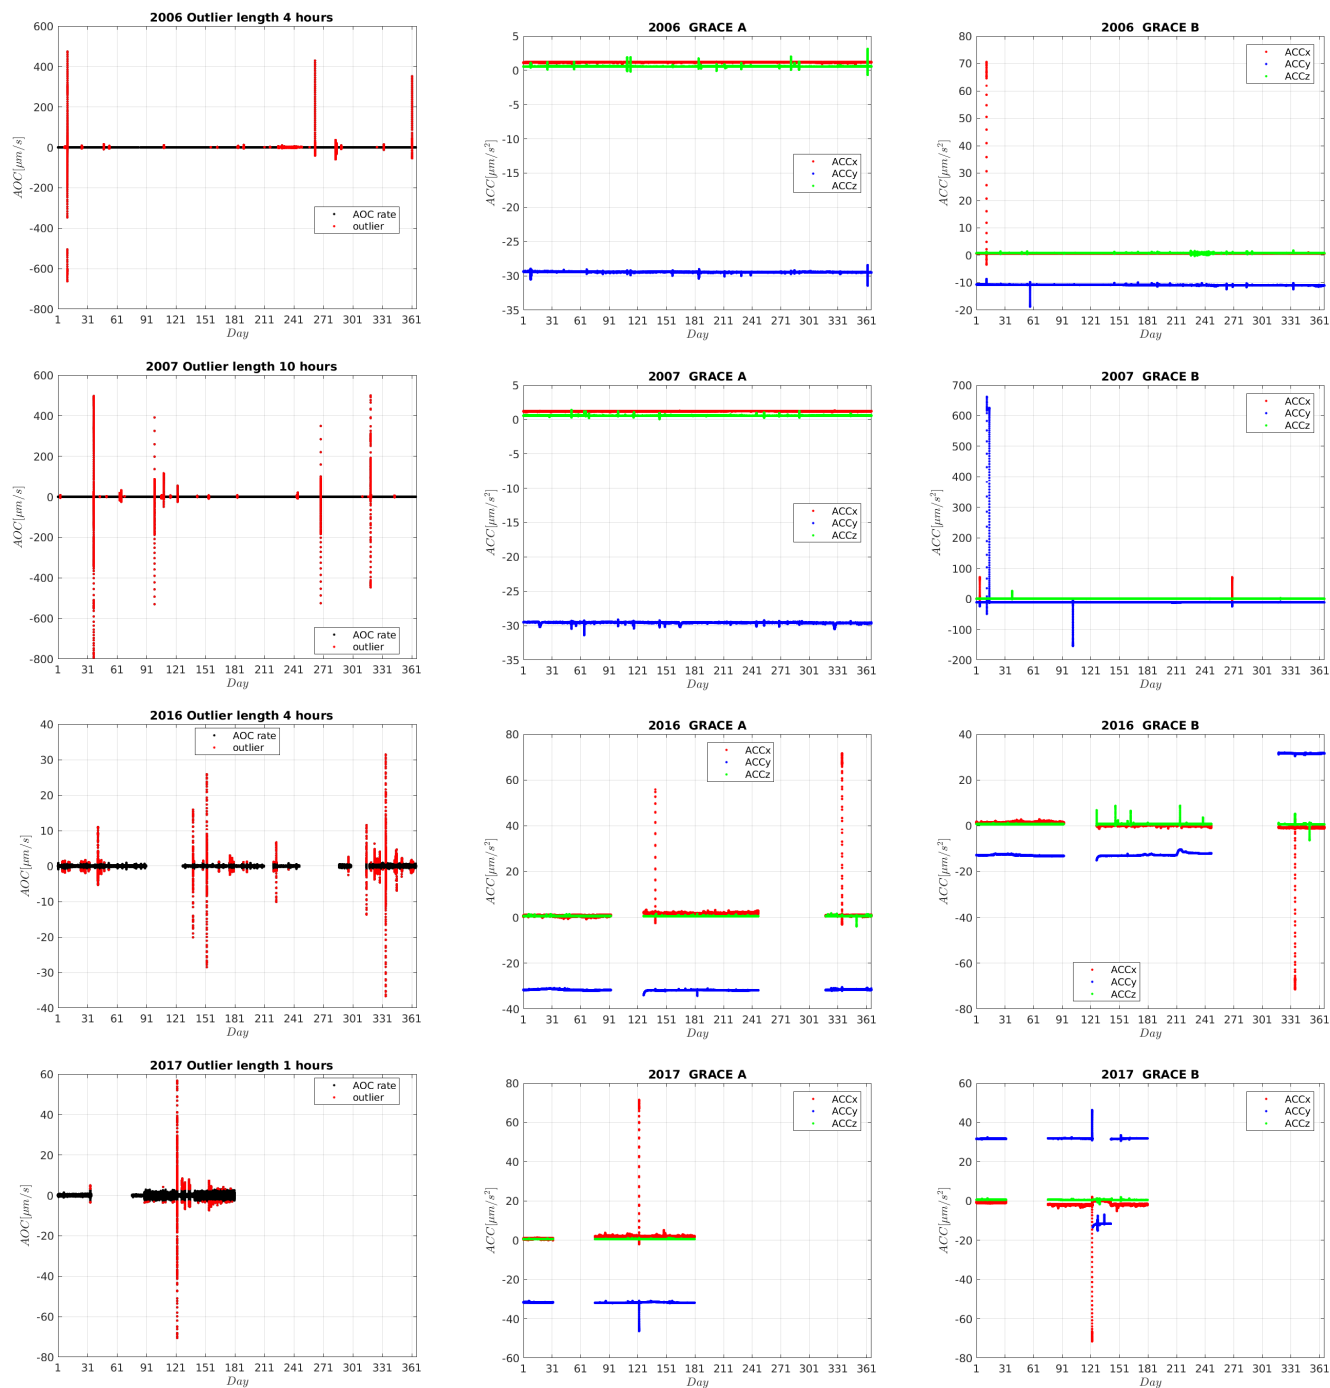 2006 Outlier length 4 hours
600
400
200
0
-200
-400
-600
-800
AOC[μm/s]
AOC rate
outlier
1 31 61 91 121 151 181 211 241 271 301 331 361
Day
2006 GRACE A
5
0
-5
-10
-15
-20
-25
-30
-35
ACC[μm/s²]
ACCx
ACCy
ACCz
1 31 61 91 121 151 181 211 241 271 301 331 361
Day
2006 GRACE B
80
70
60
50
40
30
20
10
0
-10
-20
ACC[μm/s²]
ACCx
ACCy
ACCz
1 31 61 91 121 151 181 211 241 271 301 331 361
Day
2007 Outlier length 10 hours
600
400
200
0
-200
-400
-600
-800
AOC[μm/s]
AOC rate
outlier
1 31 61 91 121 151 181 211 241 271 301 331 361
Day
2007 GRACE A
5
0
-5
-10
-15
-20
-25
-30
-35
ACC[μm/s²]
ACCx
ACCy
ACCz
1 31 61 91 121 151 181 211 241 271 301 331 361
Day
2007 GRACE B
700
600
500
400
300
200
100
0
-100
-200
ACC[μm/s²]
ACCx
ACCy
ACCz
1 31 61 91 121 151 181 211 241 271 301 331 361
Day
2016 Outlier length 4 hours
40
30
20
10
0
-10
-20
-30
-40
AOC[μm/s]
AOC rate
outlier
1 31 61 91 121 151 181 211 241 271 301 331 361
Day
2016 GRACE A
80
60
40
20
0
-20
-40
ACC[μm/s²]
ACCx
ACCy
ACCz
1 31 61 91 121 151 181 211 241 271 301 331 361
Day
2016 GRACE B
40
20
0
-20
-40
-60
-80
ACC[μm/s²]
ACCx
ACCy
ACCz
1 31 61 91 121 151 181 211 241 271 301 331 361
Day
2017 Outlier length 1 hours
60
40
20
0
-20
-40
-60
-80
AOC[μm/s]
AOC rate
outlier
1 31 61 91 121 151 181 211 241 271 301 331 361
Day
2017 GRACE A
80
60
40
20
0
-20
-40
-60
ACC[μm/s²]
ACCx
ACCy
ACCz
1 31 61 91 121 151 181 211 241 271 301 331 361
Day
2017 GRACE B
60
40
20
0
-20
-40
-60
-80
ACC[μm/s²]
ACCx
ACCy
ACCz
1 31 61 91 121 151 181 211 241 271 301 331 361
Day